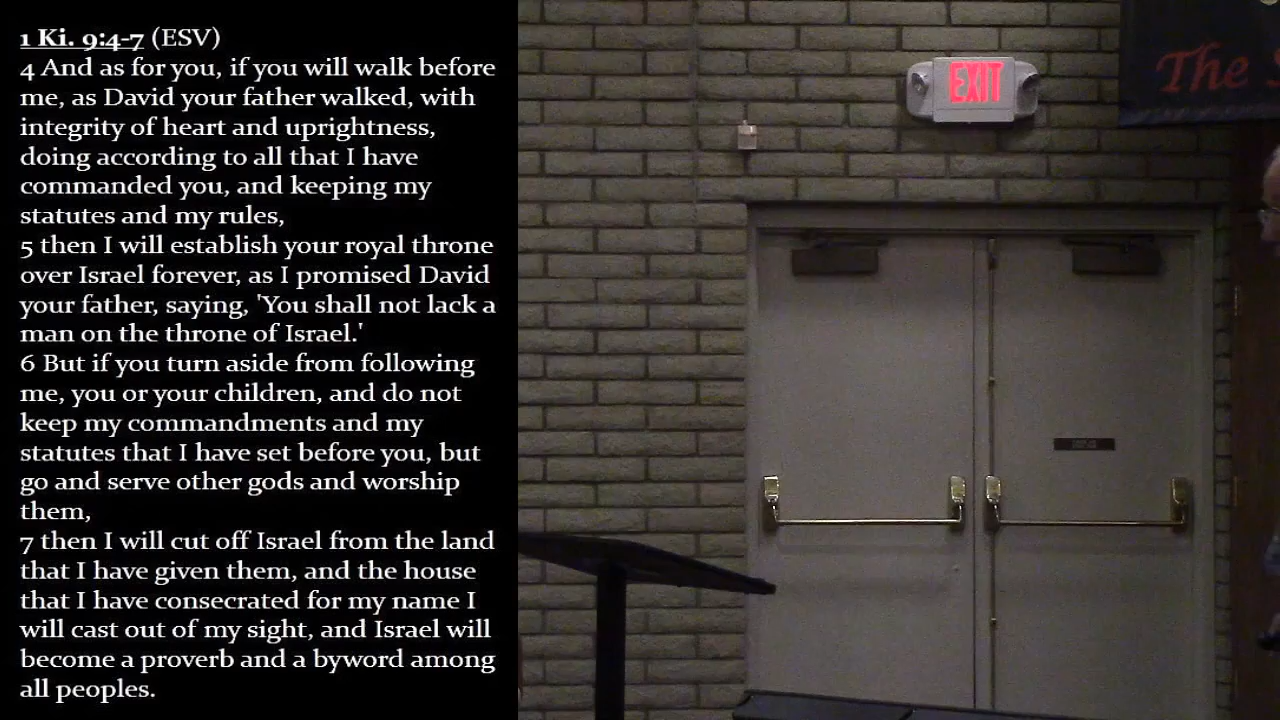 1 Ki. 9:4-7 (ESV)
4 And as for you, if you will walk before
me, as David your father walked, with
integrity of heart and uprightness,
doing according to all that I have
commanded you, and keeping my
statutes and my rules,
5 then I will establish your royal throne
over Israel forever, as I promised David
your father, saying, 'You shall not lack a
man on the throne of Israel.'
6 But if you turn aside from following
me, you or your children, and do not
keep my commandments and my
statutes that I have set before you, but
go and serve other gods and worship
them,
7 then I will cut off Israel from the land
that I have given them, and the house
that I have consecrated for my name I
will cast out of my sight, and Israel will
become a proverb and a byword among
all peoples.
EXIT
The